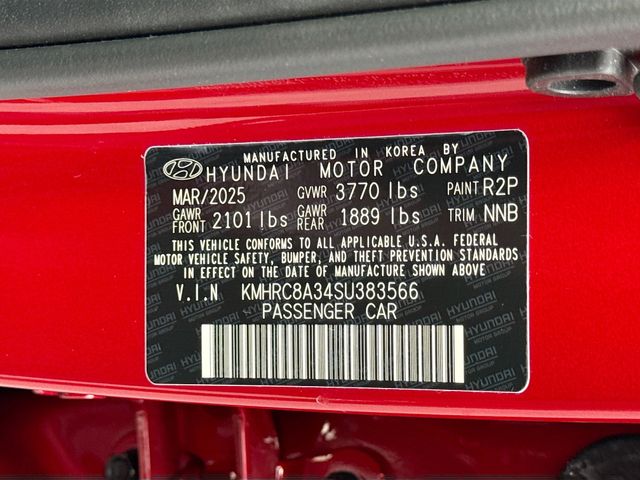 MANUFACTURED IN KOREA BY
HYUNDAI MOTOR COMPANY
MAR/2025 GVWR 3770 lbs PAINT R2P
GAWR FRONT 2101 lbs GAWR REAR 1889 lbs TRIM NNB
THIS VEHICLE CONFORMS TO ALL APPLICABLE U.S.A. FEDERAL
MOTOR VEHICLE SAFETY, BUMPER, AND THEFT PREVENTION STANDARDS
IN EFFECT ON THE DATE OF MANUFACTURE SHOWN ABOVE
V.I.N KMHRC8A34SU383566
PASSENGER CAR